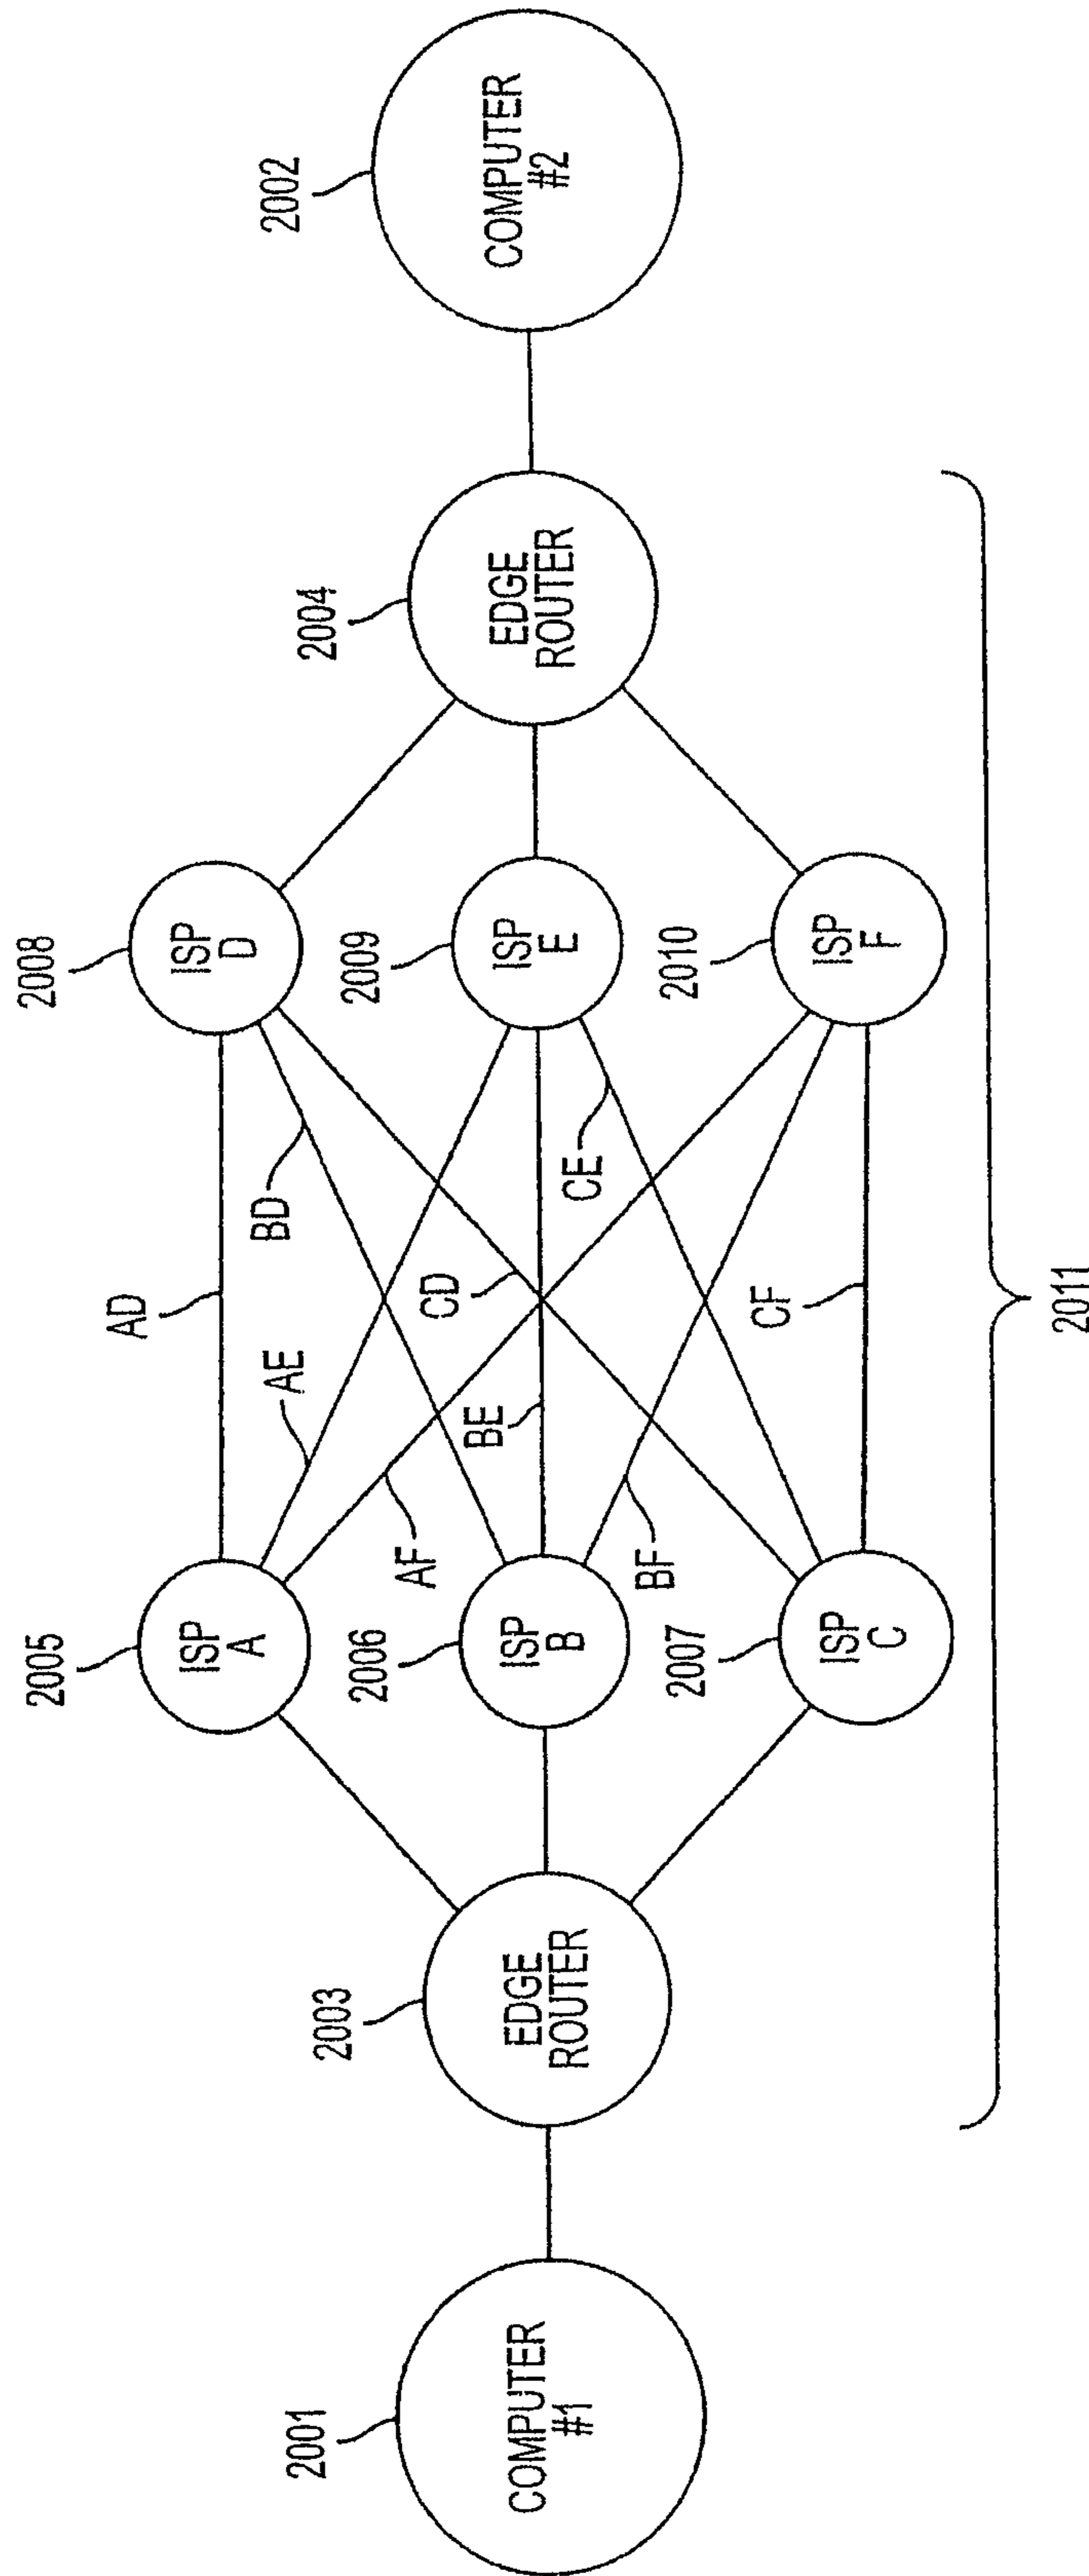 2001
COMPUTER
#1
2003
EDGE
ROUTER
2005
ISP
A
2006
ISP
B
2007
ISP
C
AD
AE
BD
AF
BE
CD
BF
CE
CF
2008
ISP
D
2009
ISP
E
2010
ISP
F
2004
EDGE
ROUTER
2002
COMPUTER
#2
2011